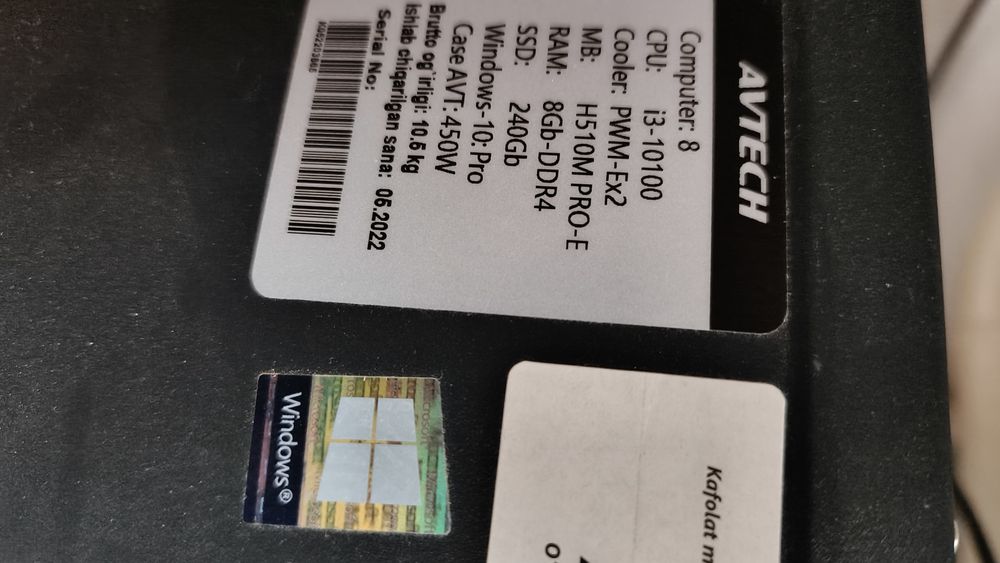 AVTECH
Computer: 8
CPU: i3-10100
Cooler: PWM-Ex2
MB: H510M PRO-E
RAM: 8Gb-DDR4
SSD: 240Gb
Windows-10: Pro
Case AVT: 450W
Brutto og'irligi: 10.5 kg
Ishlab chiqarilgan sana: 06.2022
Serial No:
Windows®
Kafolat